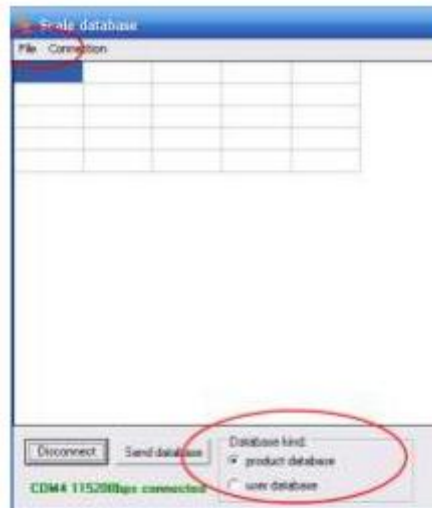 Scale database
File Connection
Disconnect
Send database
Database kind:
product database
user database
COM4 115200bps connected